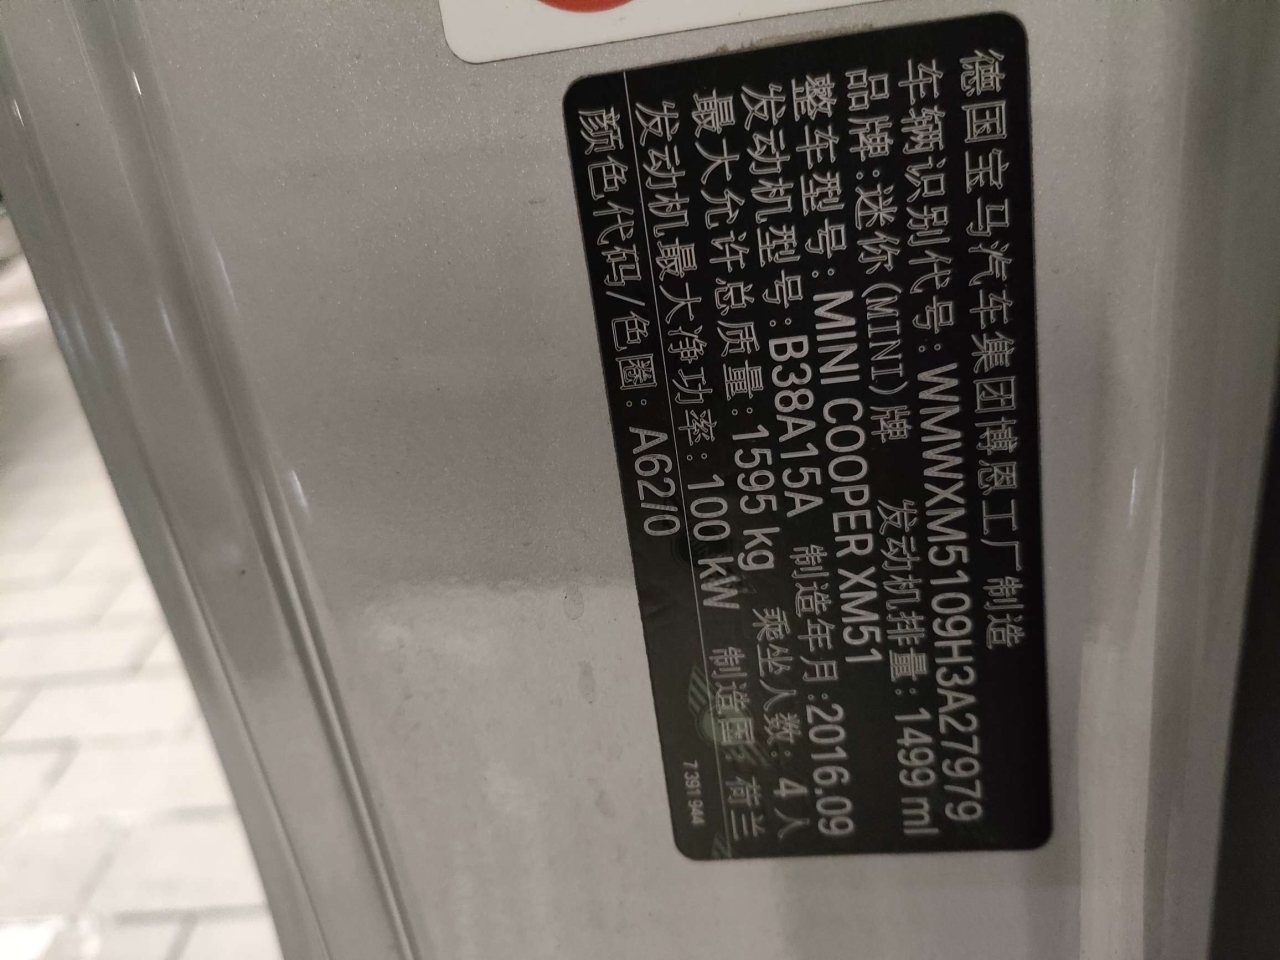 德国宝马汽车集团博恩工厂制造
车辆识别代号：WMWXM5109H3A27979
品牌：迷你(MINI)牌 发动机排量：1499 ml
整车型号：MINI COOPER XM51
发动机型号：B38A15A 制造年月：2016.09
最大允许总质量：1595 kg 乘坐人数：4 人
发动机最大净功率：100 kW 制造国：荷兰
颜色代码/色圈：A62/0
7 391 944